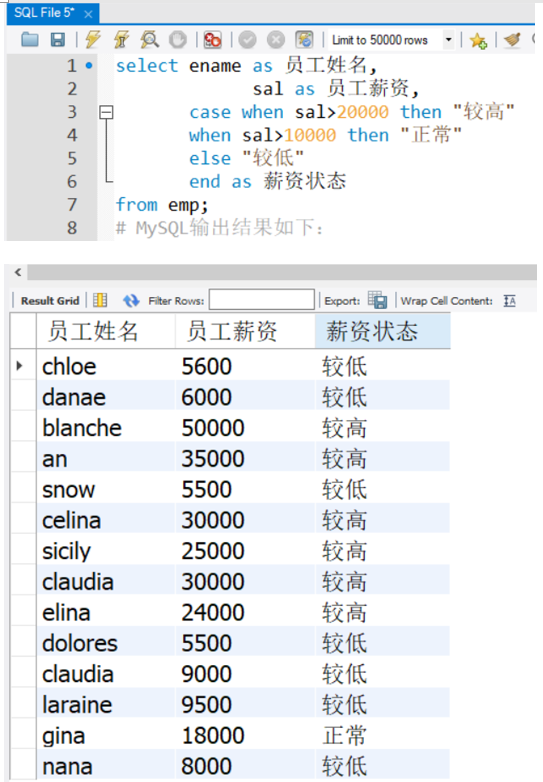 SQL File 5*
Limit to 50000 rows
1 select ename as 员工姓名,
2 sal as 员工薪资,
3 case when sal>20000 then "较高"
4 when sal>10000 then "正常"
5 else "较低"
6 end as 薪资状态
7 from emp;
8 # MySQL输出结果如下:
Result Grid Filter Rows: Export: Wrap Cell Content:
员工姓名 员工薪资 薪资状态
chloe 5600 较低
danae 6000 较低
blanche 50000 较高
an 35000 较高
snow 5500 较低
celina 30000 较高
sicily 25000 较高
claudia 30000 较高
elina 24000 较高
dolores 5500 较低
claudia 9000 较低
laraine 9500 较低
gina 18000 正常
nana 8000 较低